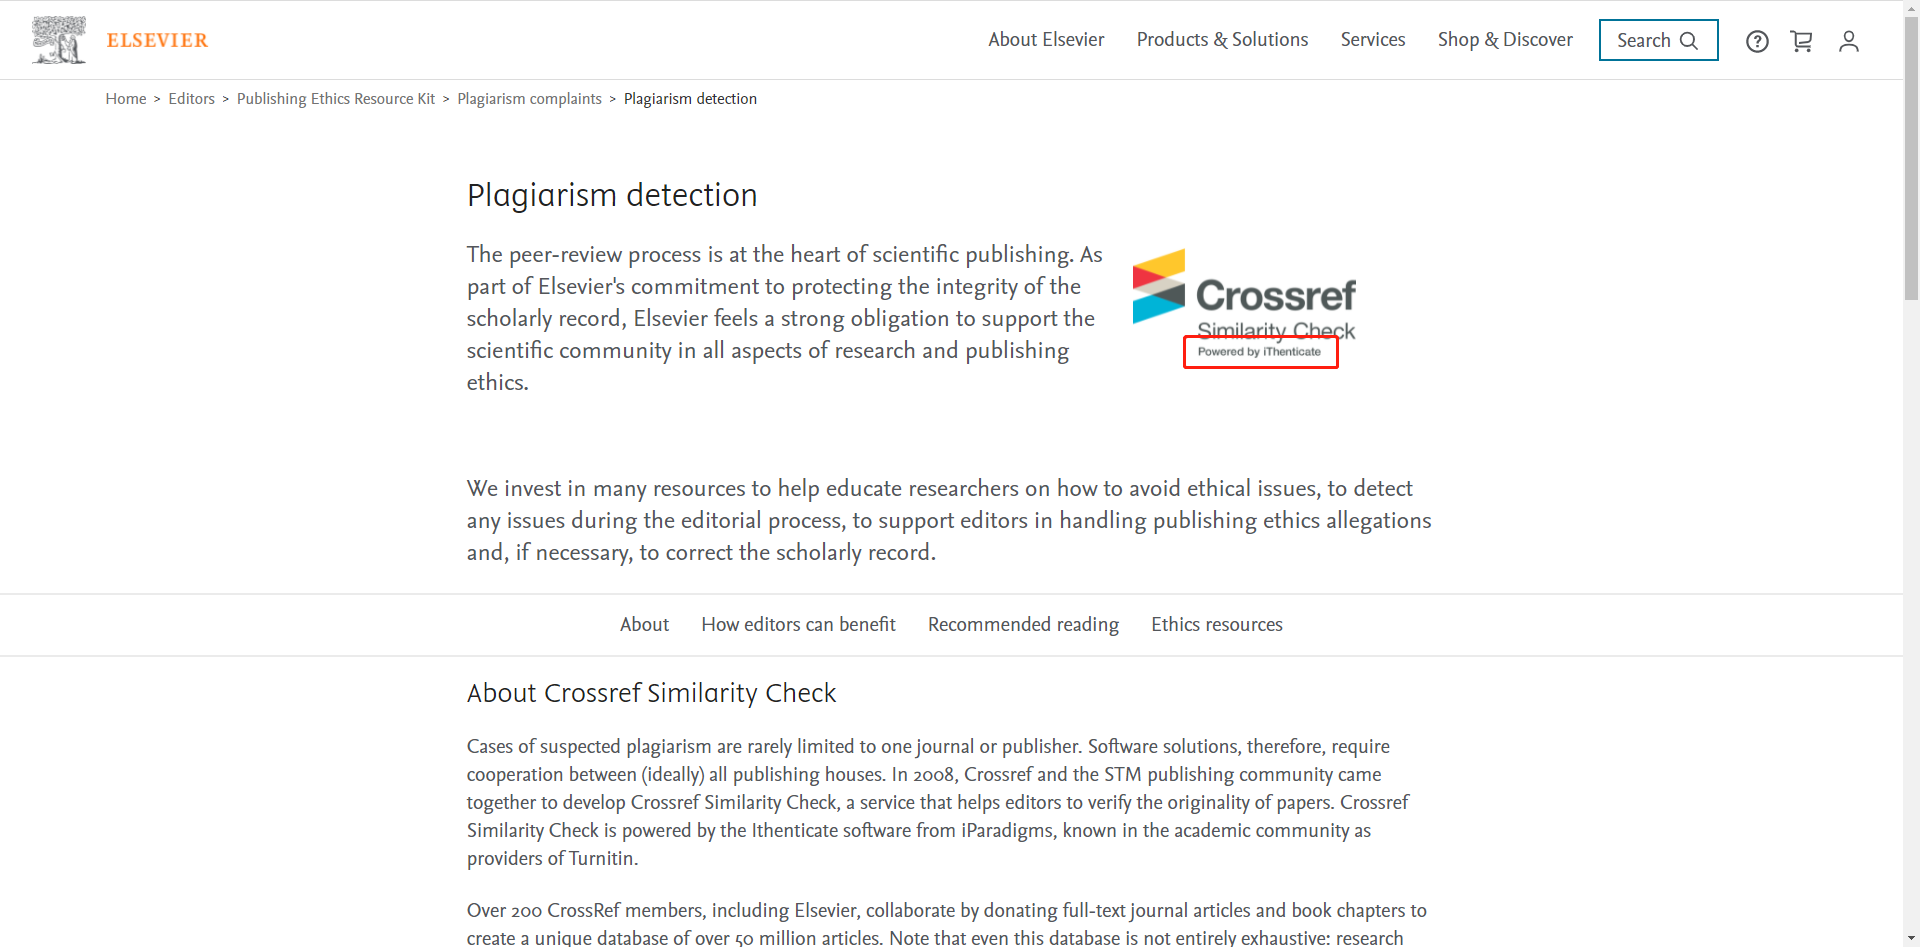 ELSEVIER
About Elsevier Products & Solutions Services Shop & Discover Search
Home > Editors > Publishing Ethics Resource Kit > Plagiarism complaints > Plagiarism detection
Plagiarism detection
The peer-review process is at the heart of scientific publishing. As
part of Elsevier's commitment to protecting the integrity of the
scholarly record, Elsevier feels a strong obligation to support the
scientific community in all aspects of research and publishing
ethics.
Crossref
Similarity Check
Powered by iThenticate
We invest in many resources to help educate researchers on how to avoid ethical issues, to detect
any issues during the editorial process, to support editors in handling publishing ethics allegations
and, if necessary, to correct the scholarly record.
About How editors can benefit Recommended reading Ethics resources
About Crossref Similarity Check
Cases of suspected plagiarism are rarely limited to one journal or publisher. Software solutions, therefore, require
cooperation between (ideally) all publishing houses. In 2008, Crossref and the STM publishing community came
together to develop Crossref Similarity Check, a service that helps editors to verify the originality of papers. Crossref
Similarity Check is powered by the Ithenticate software from iParadigms, known in the academic community as
providers of Turnitin.
Over 200 CrossRef members, including Elsevier, collaborate by donating full-text journal articles and book chapters to
create a unique database of over 50 million articles. Note that even this database is not entirely exhaustive: research